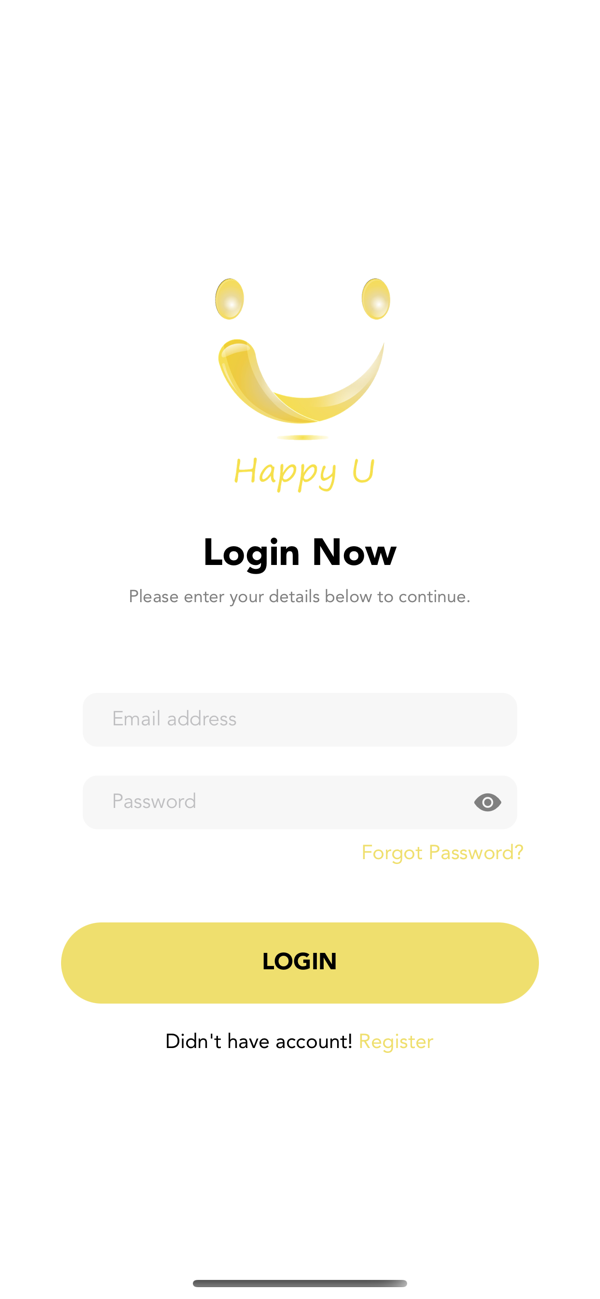 Happy U
Login Now
Please enter your details below to continue.
Email address
Password
Forgot Password?
LOGIN
Didn't have account! Register